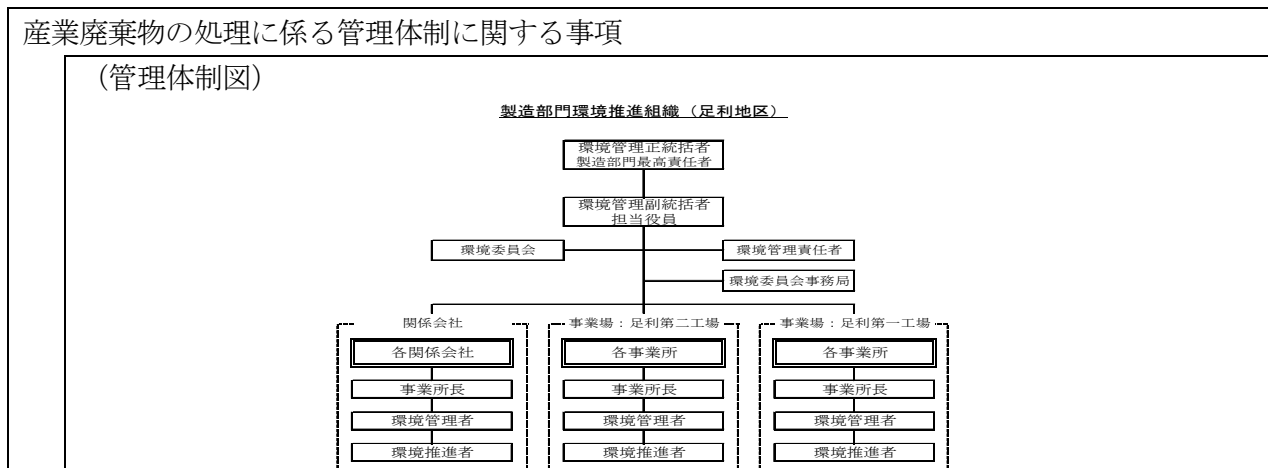 産業廃棄物の処理に係る管理体制に関する事項
（管理体制図）
製造部門環境推進組織（足利地区）
環境管理正統括者
製造部門最高責任者
環境管理副統括者
担当役員
環境委員会
環境管理責任者
環境委員会事務局
関係会社
各関係会社
事業所長
環境管理者
環境推進者
事業場：足利第二工場
各事業所
事業所長
環境管理者
環境推進者
事業場：足利第一工場
各事業所
事業所長
環境管理者
環境推進者